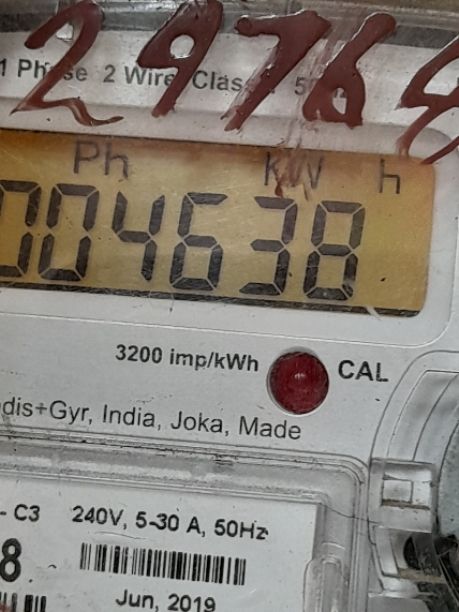 2976
1 Phase 2 Wire Class
Ph kW h
004638
3200 imp/kWh CAL
dis+Gyr, India, Joka, Made
- C3 240V, 5-30 A, 50Hz
8
Jun, 2019